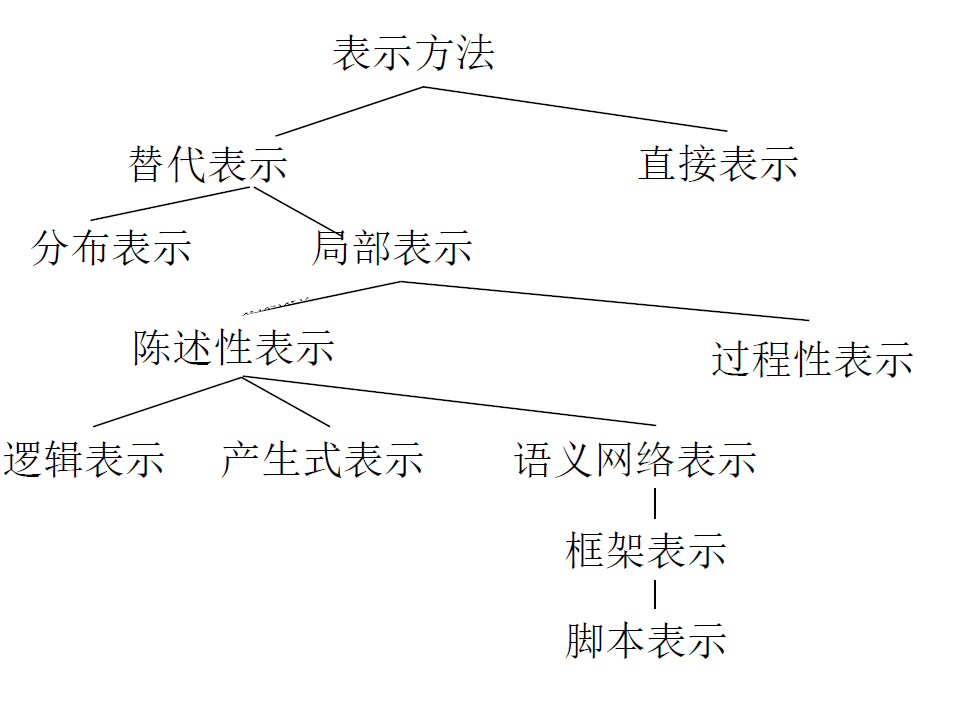 表示方法
替代表示
直接表示
分布表示
局部表示
陈述性表示
过程性表示
逻辑表示
产生式表示
语义网络表示
框架表示
脚本表示